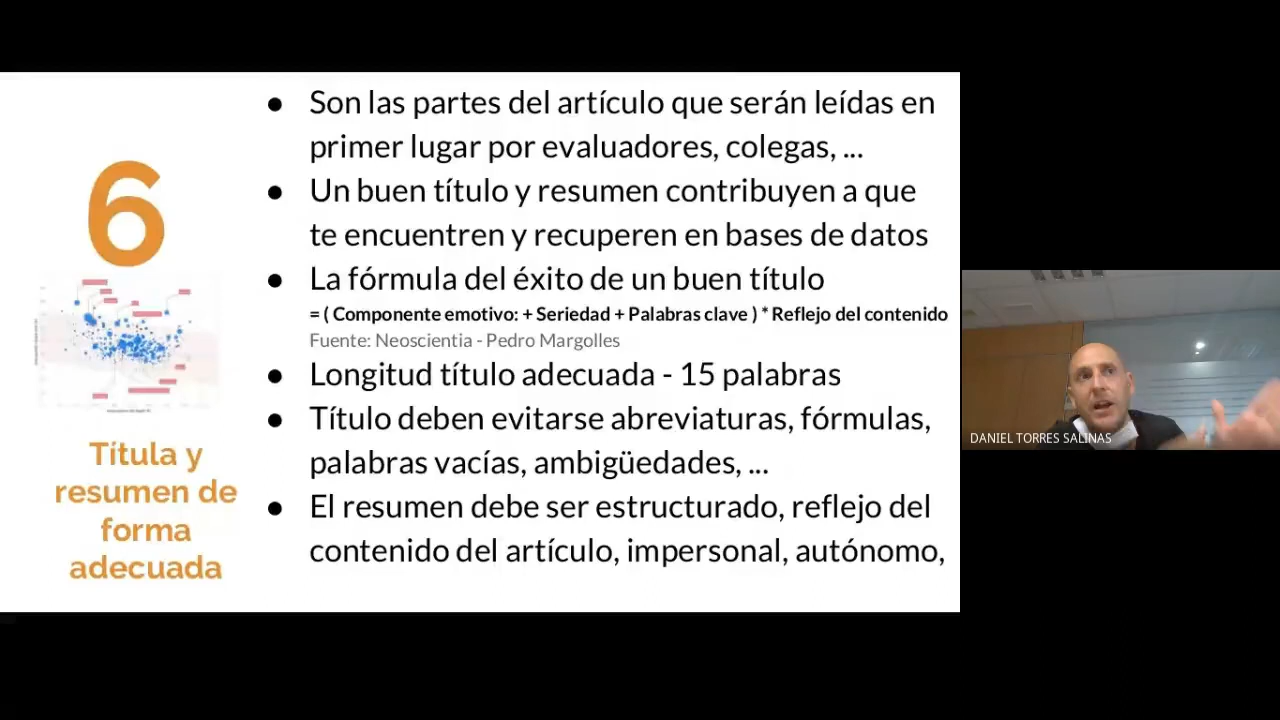 6
Titula y
resumen de
forma
adecuada
● Son las partes del artículo que serán leídas en
primer lugar por evaluadores, colegas, ...
● Un buen título y resumen contribuyen a que
te encuentren y recuperen en bases de datos
● La fórmula del éxito de un buen título
= ( Componente emotivo: + Seriedad + Palabras clave ) * Reflejo del contenido
Fuente: Neoscientia - Pedro Margolles
● Longitud título adecuada - 15 palabras
● Título deben evitarse abreviaturas, fórmulas,
palabras vacías, ambigüedades, ...
● El resumen debe ser estructurado, reflejo del
contenido del artículo, impersonal, autónomo,
DANIEL TORRES SALINAS